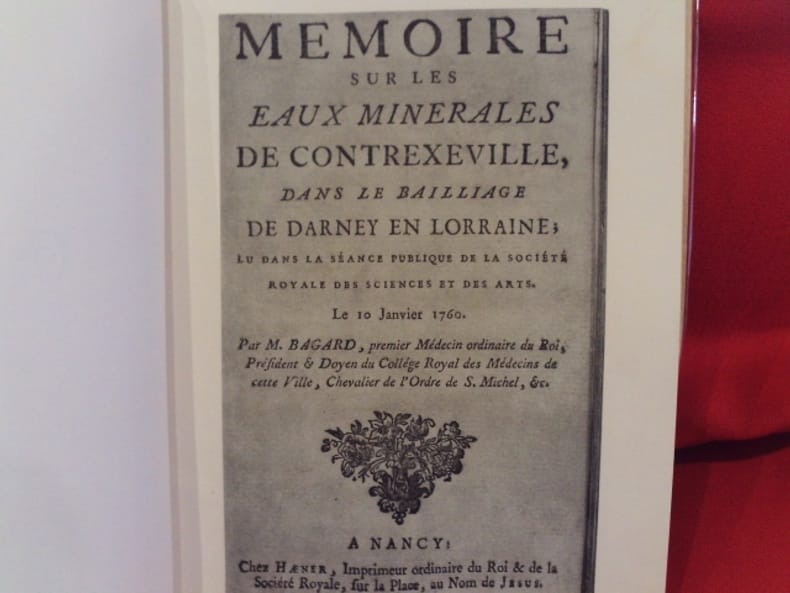 MEMOIRE
SUR LES
EAUX MINERALES
DE CONTREXEVILLE,
DANS LE BAILLIAGE
DE DARNEY EN LORRAINE;
LU DANS LA SÉANCE PUBLIQUE DE LA SOCIÉTÉ
ROYALE DES SCIENCES ET DES ARTS.
Le 10 Janvier 1760.
Par M. BAGARD, premier Médecin ordinaire du Roi,
Préſident & Doyen du Collége Royal des Médecins de
cette Ville, Chevalier de l'Ordre de S. Michel, &c.
A NANCY:
Chez HÆNER, Imprimeur ordinaire du Roi & de la
Société Royale, ſur la Place, au Nom de JESUS.